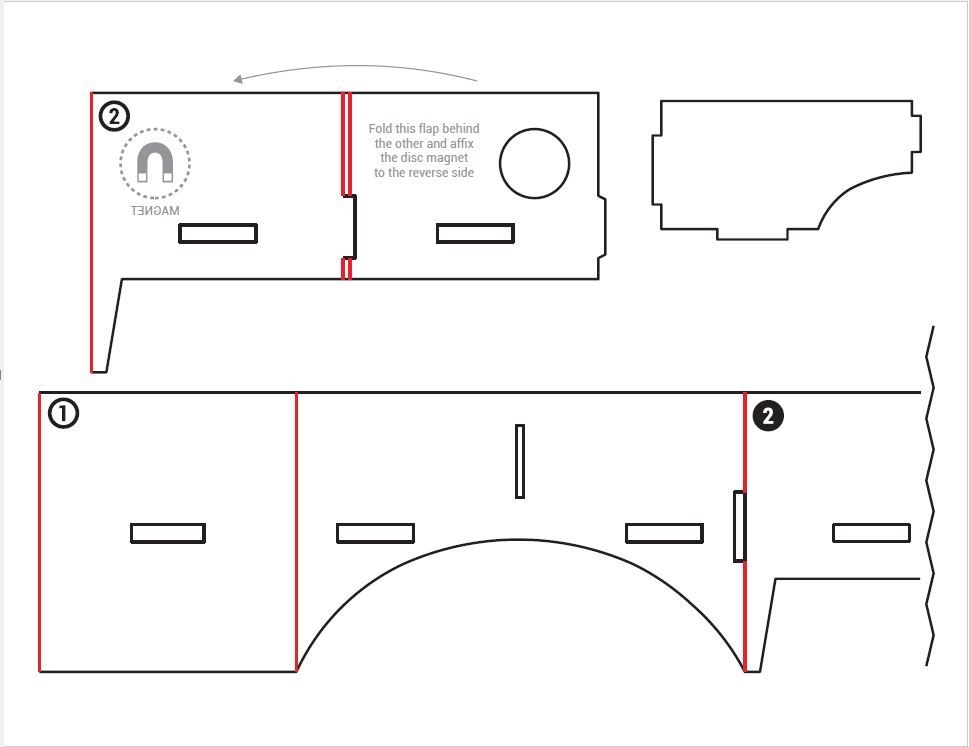 2
Fold this flap behind
the other and affix
the disc magnet
to the reverse side
MAGNET
1
2